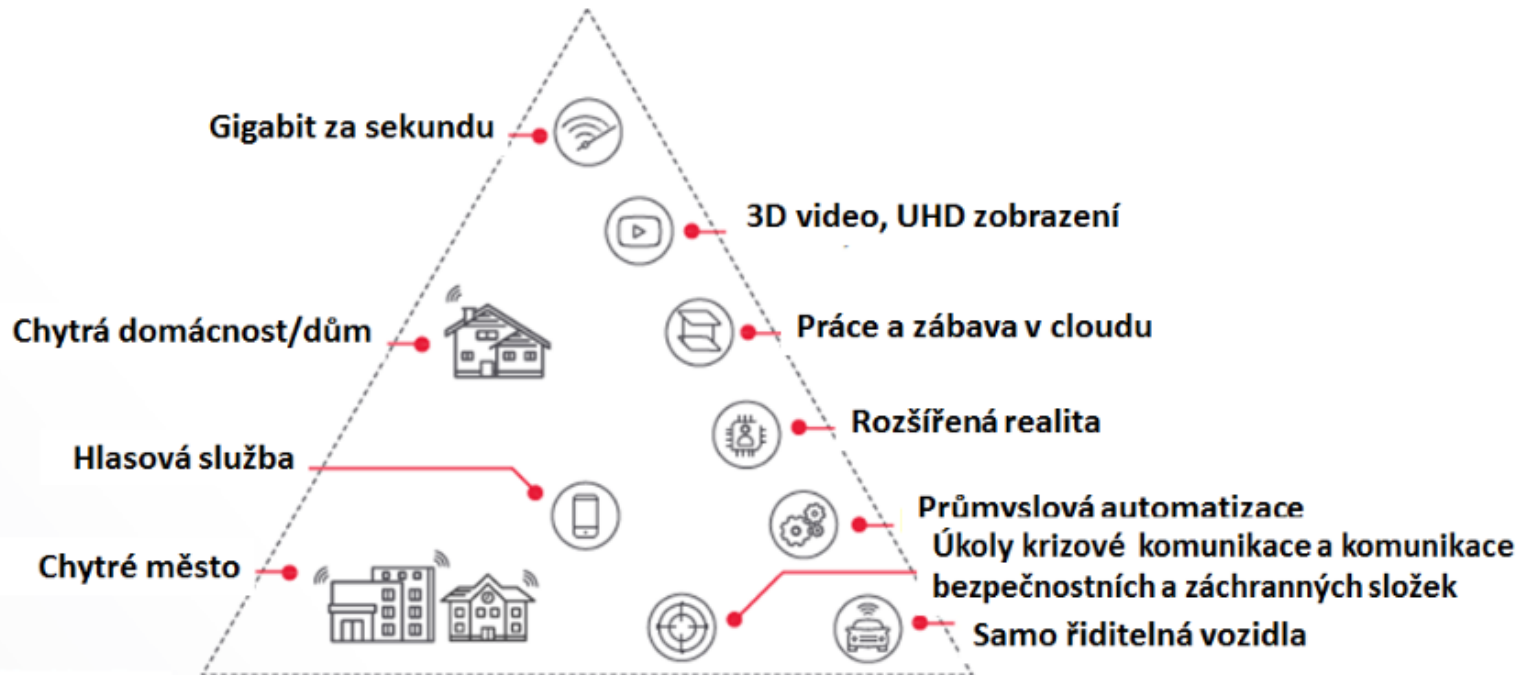 Gigabit za sekundu
3D video, UHD zobrazení
Chytrá domácnost/dům
Práce a zábava v cloudu
Rozšířená realita
Hlasová služba
Průmyslová automatizace
Úkoly krizové komunikace a komunikace
bezpečnostních a záchranných složek
Chytré město
Samo řiditelná vozidla